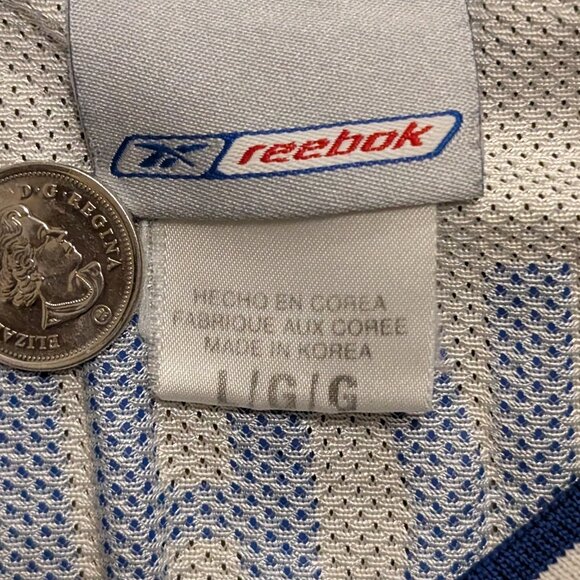 reebok
D·G·REGINA
ELIZA
HECHO EN COREA
FABRIQUE AUX COREE
MADE IN KOREA
L/G/G